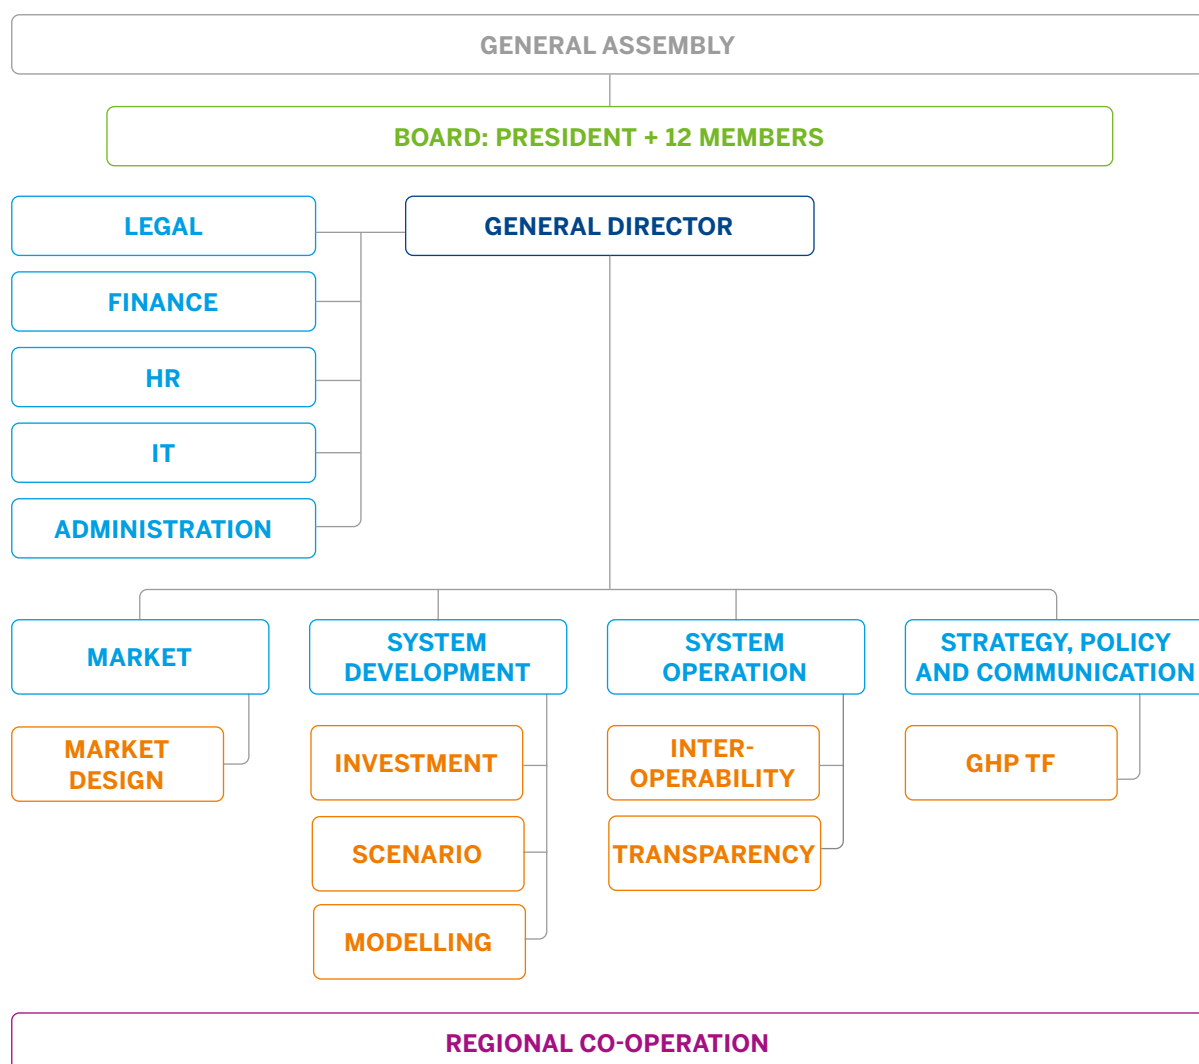 GENERAL ASSEMBLY
BOARD: PRESIDENT + 12 MEMBERS
LEGAL
GENERAL DIRECTOR
FINANCE
HR
IT
ADMINISTRATION
MARKET
SYSTEM
DEVELOPMENT
SYSTEM
OPERATION
STRATEGY, POLICY
AND COMMUNICATION
MARKET
DESIGN
INVESTMENT
INTER-
OPERABILITY
GHP TF
SCENARIO
TRANSPARENCY
MODELLING
REGIONAL CO-OPERATION